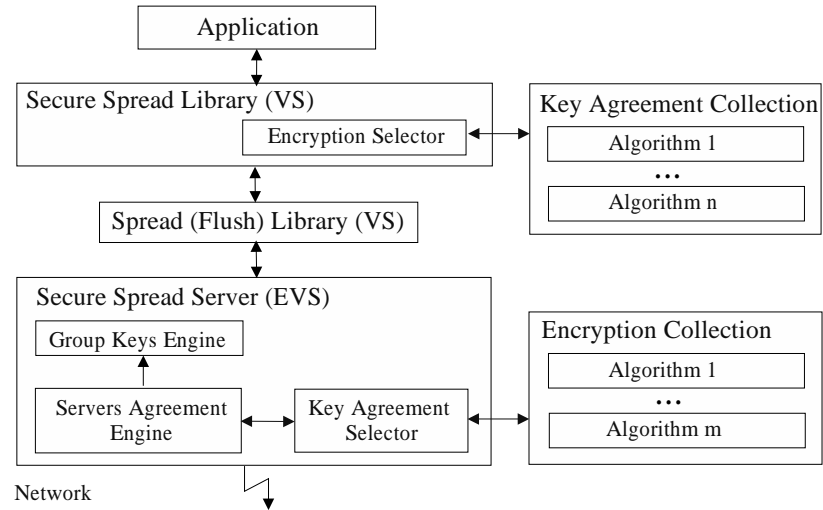 Application
Secure Spread Library (VS)
Encryption Selector
Key Agreement Collection
Algorithm 1
...
Algorithm n
Spread (Flush) Library (VS)
Secure Spread Server (EVS)
Group Keys Engine
Servers Agreement
Engine
Key Agreement
Selector
Encryption Collection
Algorithm 1
...
Algorithm m
Network